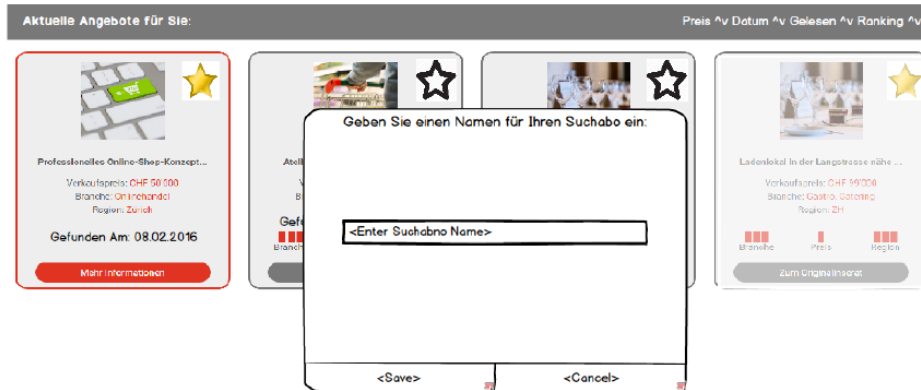 Aktuelle Angebote für Sie:
Preis ^v Datum ^v Gelesen ^v Ranking ^v
Professionelles Online-Shop-Konzept...
Verkaufspreis: CHF 50'000
Branche: Onlinehandel
Region: Zürich
Gefunden Am: 08.02.2016
Mehr Informationen
Geben Sie einen Namen für Ihren Suchabo ein:
<Enter Suchabno Name>
<Save>
<Cancel>
Ladenlokal in der Langstrasse nähe ...
Verkaufspreis: CHF 99'000
Branche: Gastro, Catering
Region: ZH
Branche Preis Region
Zum Originalinserat